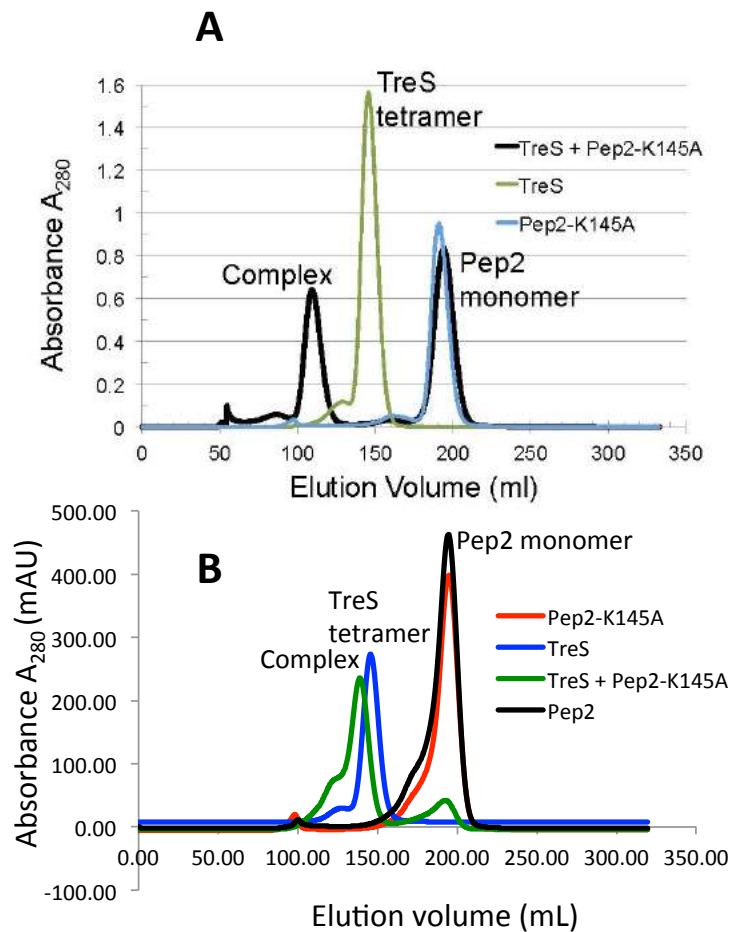 A
TreS
tetramer
TreS + Pep2-K145A
TreS
Pep2-K145A
Complex
Pep2
monomer
Absorbance A280
1.6
1.4
1.2
1
0.8
0.6
0.4
0.2
0
0 50 100 150 200 250 300 350
Elution Volume (ml)
B
Pep2 monomer
TreS
tetramer
Complex
Pep2-K145A
TreS
TreS + Pep2-K145A
Pep2
Absorbance A280 (mAU)
500.00
400.00
300.00
200.00
100.00
0.00
-100.00
0.00 50.00 100.00 150.00 200.00 250.00 300.00 350.00
Elution volume (mL)